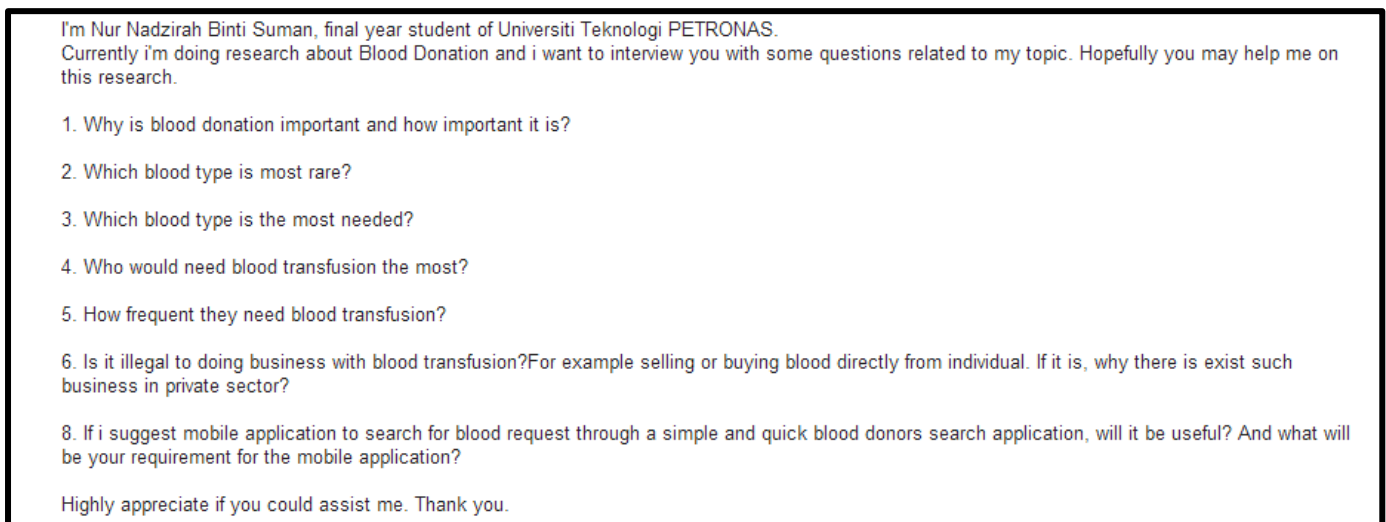 I'm Nur Nadzirah Binti Suman, final year student of Universiti Teknologi PETRONAS.
Currently i'm doing research about Blood Donation and i want to interview you with some questions related to my topic. Hopefully you may help me on
this research.
1. Why is blood donation important and how important it is?
2. Which blood type is most rare?
3. Which blood type is the most needed?
4. Who would need blood transfusion the most?
5. How frequent they need blood transfusion?
6. Is it illegal to doing business with blood transfusion?For example selling or buying blood directly from individual. If it is, why there is exist such
business in private sector?
8. If i suggest mobile application to search for blood request through a simple and quick blood donors search application, will it be useful? And what will
be your requirement for the mobile application?
Highly appreciate if you could assist me. Thank you.